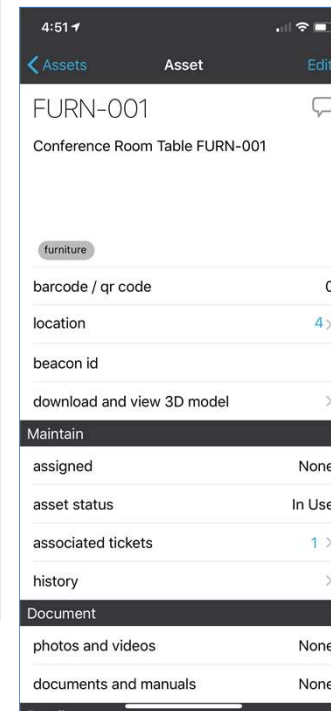 4:51
Assets Asset Edit
FURN-001
Conference Room Table FURN-001
furniture
barcode / qr code 0
location 4
beacon id
download and view 3D model
Maintain
assigned None
asset status In Use
associated tickets 1
history
Document
photos and videos None
documents and manuals None